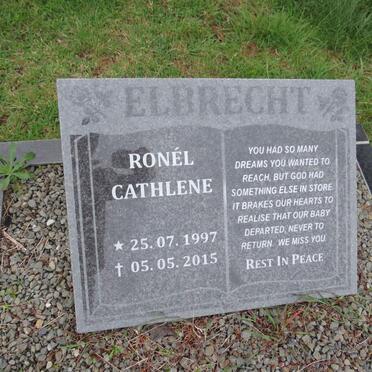 ELBRECHT
RONÉL
CATHLENE
★ 25.07.1997
† 05.05.2015
YOU HAD SO MANY
DREAMS YOU WANTED TO
REACH, BUT GOD HAD
SOMETHING ELSE IN STORE.
IT BRAKES OUR HEARTS TO
REALISE THAT OUR BABY
DEPARTED, NEVER TO
RETURN. WE MISS YOU.
REST IN PEACE